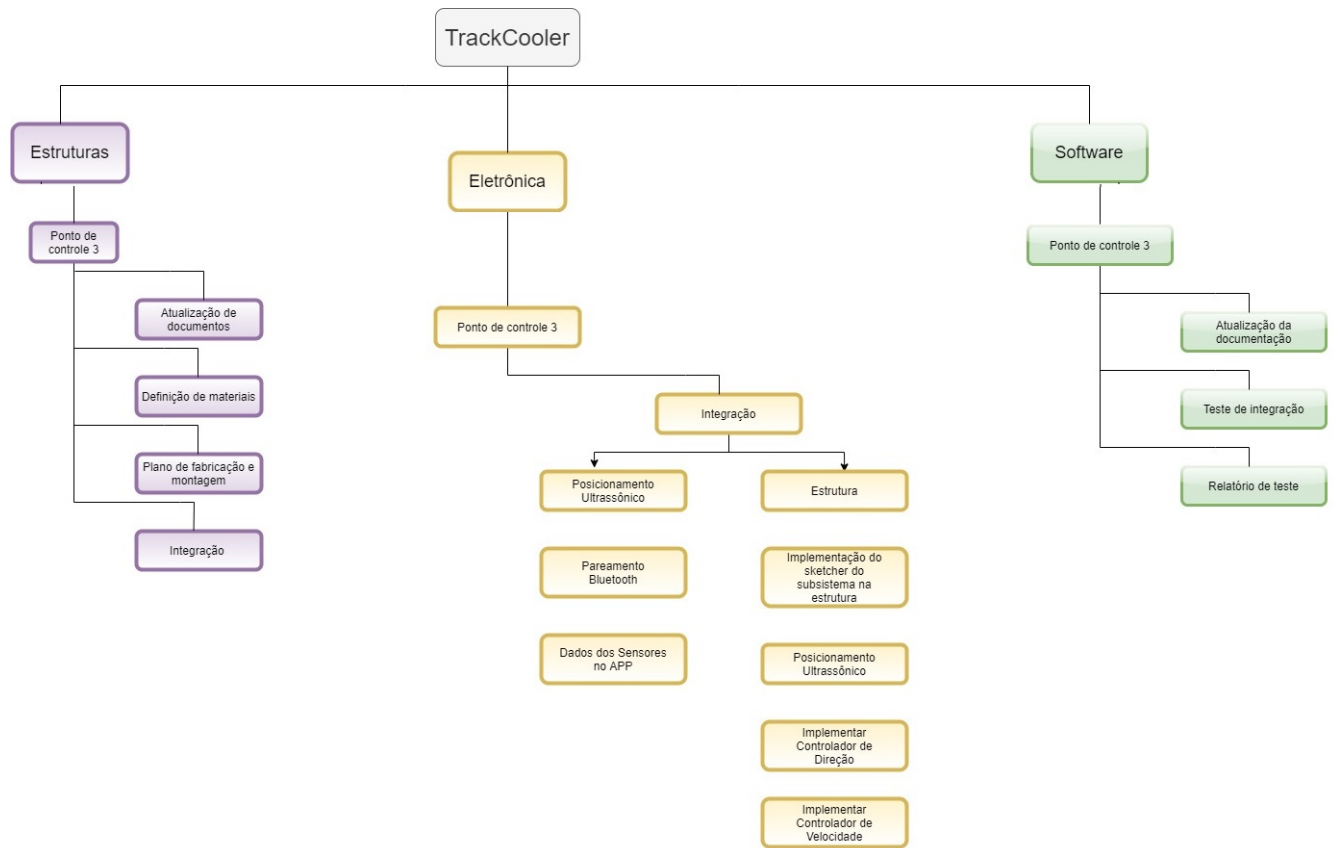 TrackCooler
Estruturas
Ponto de
controle 3
Atualização de
documentos
Definição de materiais
Plano de fabricação e
montagem
Integração
Eletrônica
Ponto de controle 3
Integração
Posicionamento
Ultrassônico
Pareamento
Bluetooth
Dados dos Sensores
no APP
Estrutura
Implementação do
sketcher do
subsistema na
estrutura
Posicionamento
Ultrassônico
Implementar
Controlador de
Direção
Implementar
Controlador de
Velocidade
Software
Ponto de controle 3
Atualização da
documentação
Teste de integração
Relatório de teste